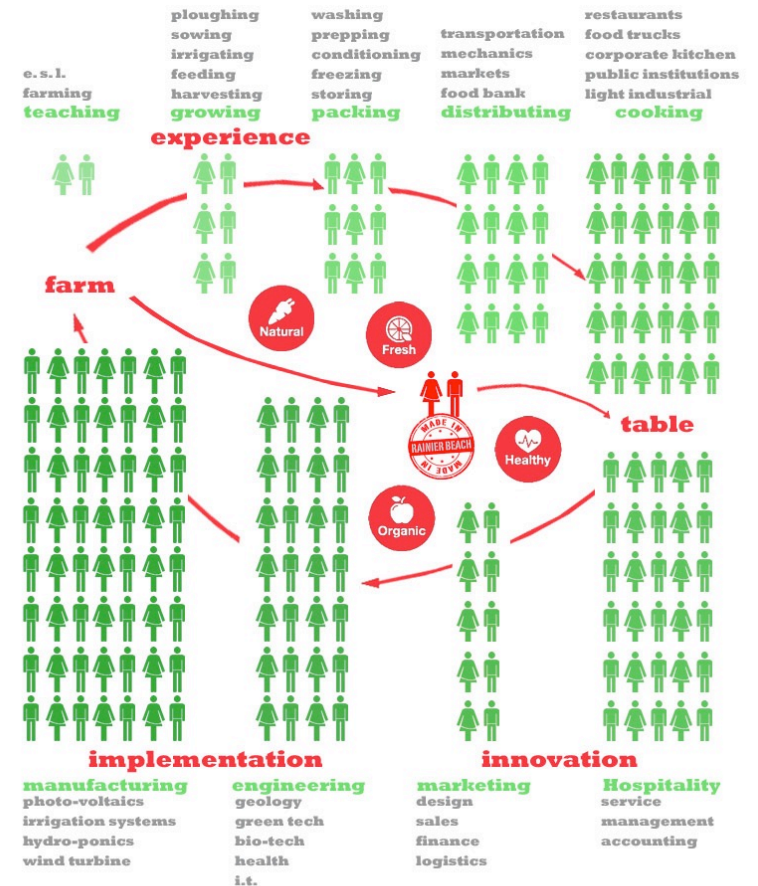 e.s.l.
farming
teaching
ploughing
sowing
irrigating
feeding
harvesting
growing
washing
prepping
conditioning
freezing
storing
packing
transportation
mechanics
markets
food bank
distributing
restaurants
food trucks
corporate kitchen
public institutions
light industrial
cooking
experience
farm
Natural
Fresh
MADE IN
RAINIER BEACH
MADE IN
Healthy
Organic
table
implementation
innovation
manufacturing
photo-voltaics
irrigation systems
hydro-ponics
wind turbine
engineering
geology
green tech
bio-tech
health
i.t.
marketing
design
sales
finance
logistics
Hospitality
service
management
accounting